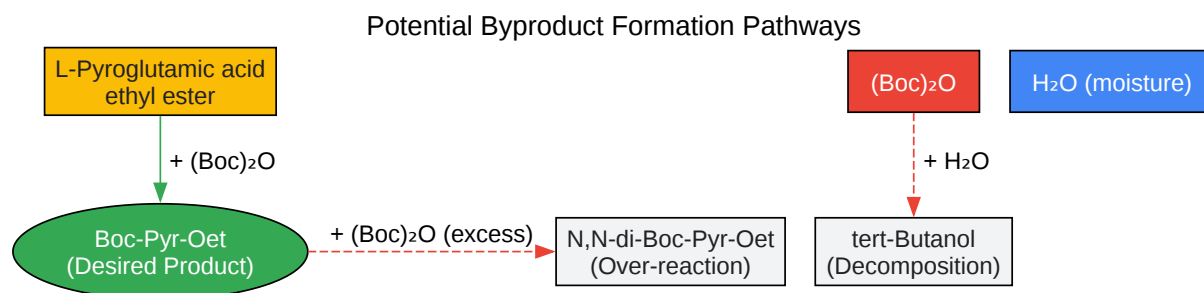 Potential Byproduct Formation Pathways
L-Pyroglutamic acid
ethyl ester
(Boc)₂O
H₂O (moisture)
+ (Boc)₂O
+ H₂O
Boc-Pyr-Oet
(Desired Product)
+ (Boc)₂O (excess)
N,N-di-Boc-Pyr-Oet
(Over-reaction)
tert-Butanol
(Decomposition)